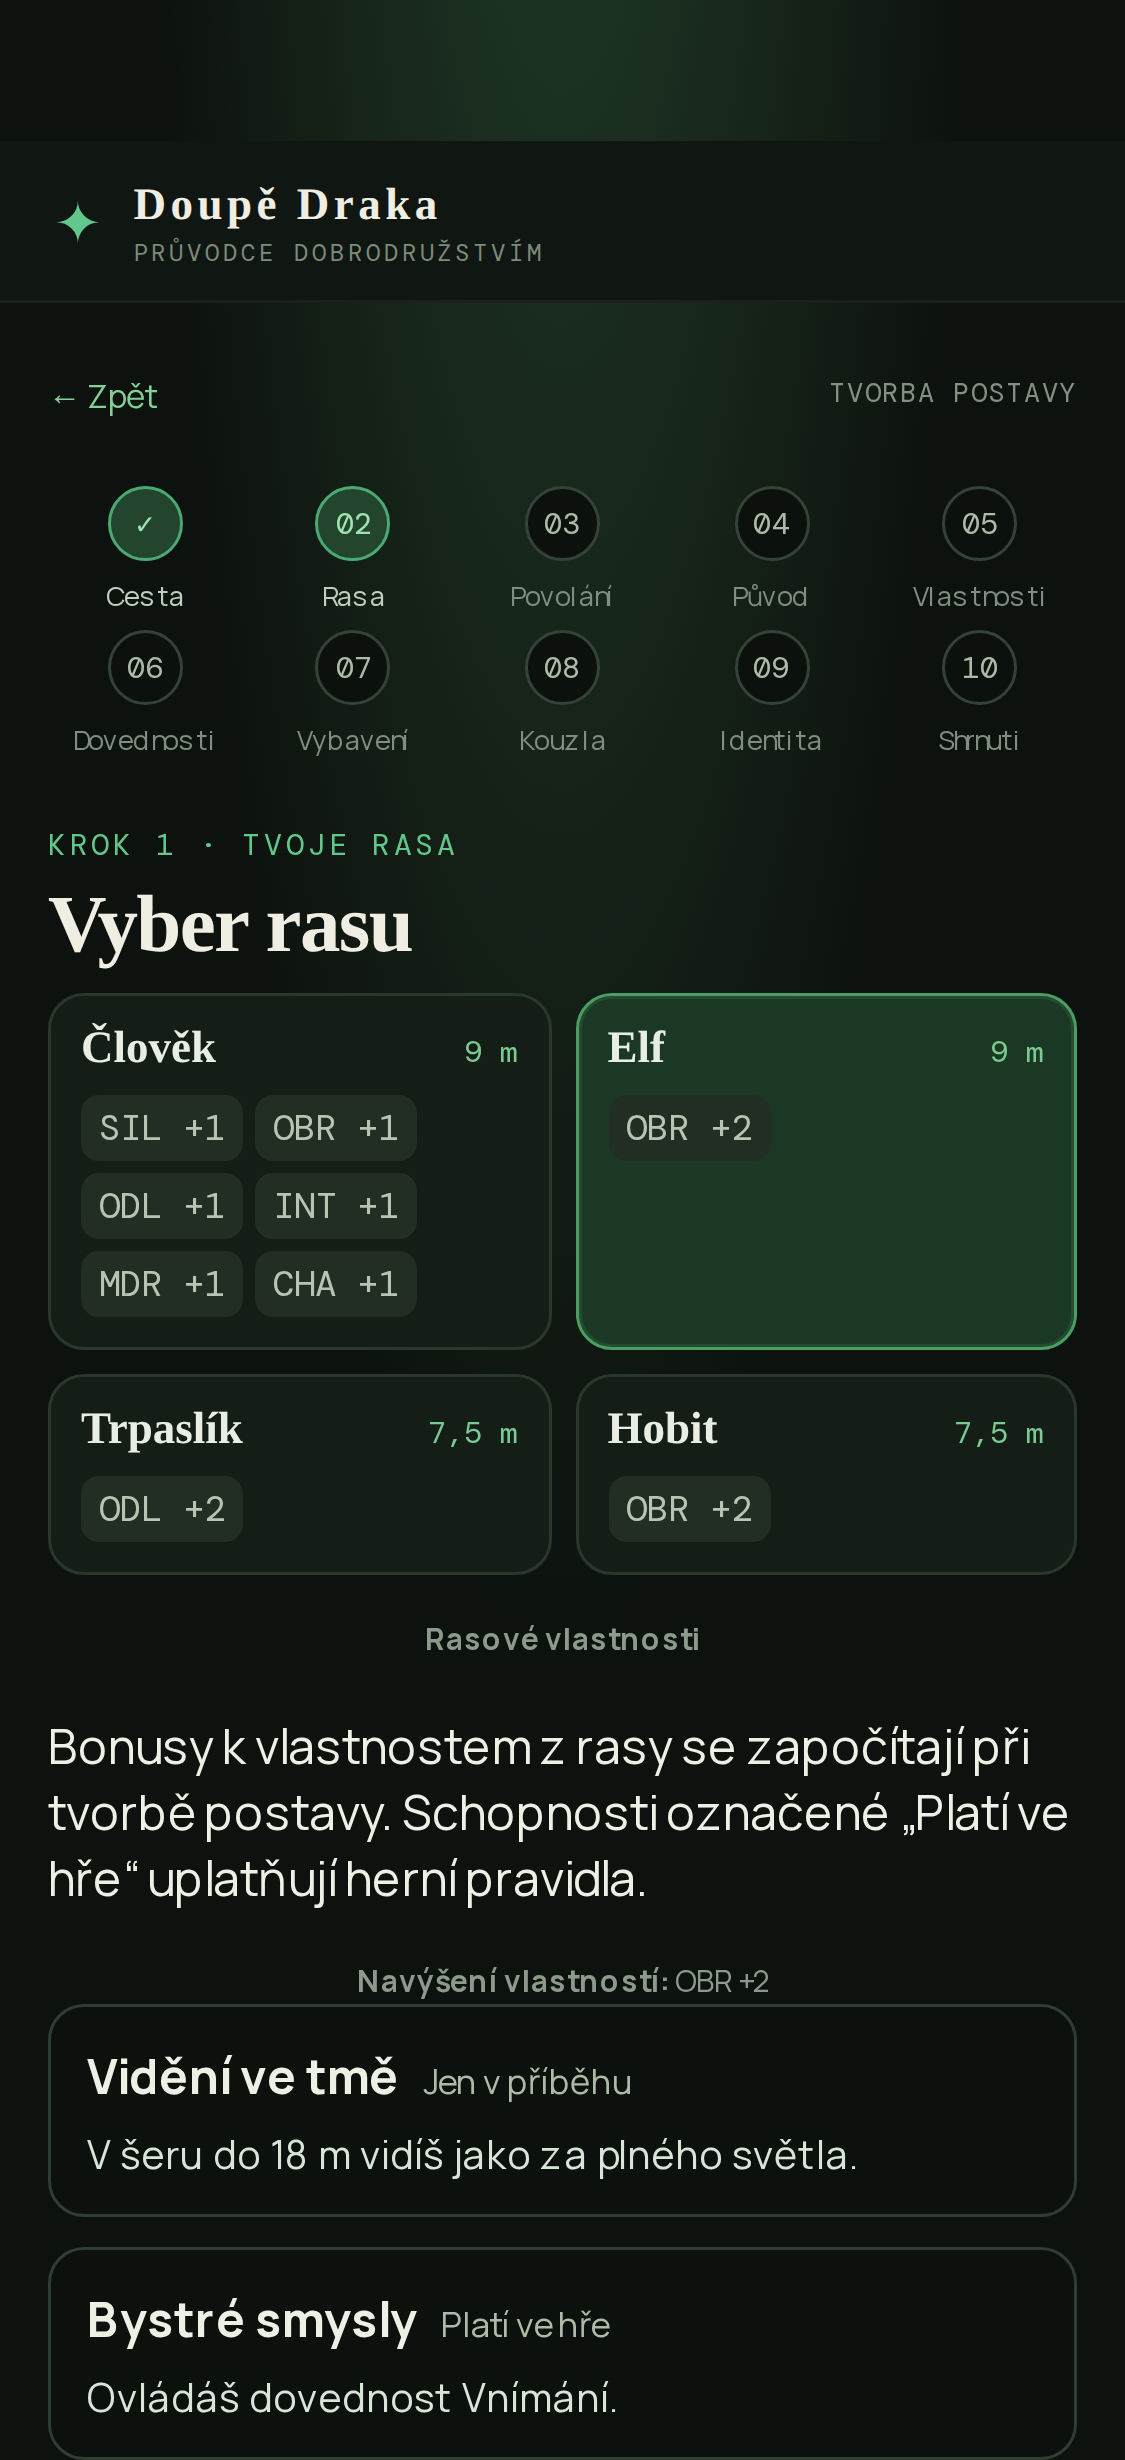 Doupě Draka
PRŮVODCE DOBRODRUŽSTVÍM
← Zpět
TVORBA POSTAVY
✓ 02 03 04 05
Cesta Rasa Povolání Původ Vlastnosti
06 07 08 09 10
Dovednosti Vybavení Kouzla Identita Shrnuti
KROK 1 · TVOJE RASA
Vyber rasu
Člověk 9 m
SIL +1 OBR +1
ODL +1 INT +1
MDR +1 CHA +1
Elf 9 m
OBR +2
Trpaslík 7,5 m
ODL +2
Hobit 7,5 m
OBR +2
Rasové vlastnosti
Bonusy k vlastnostem z rasy se započítají při
tvorbě postavy. Schopnosti označené „Platí ve
hře“ uplatňují herní pravidla.
Navýšení vlastností: OBR +2
Vidění ve tmě Jen v příběhu
V šeru do 18 m vidíš jako za plného světla.
Bystré smysly Platí ve hře
Ovládáš dovednost Vnímání.